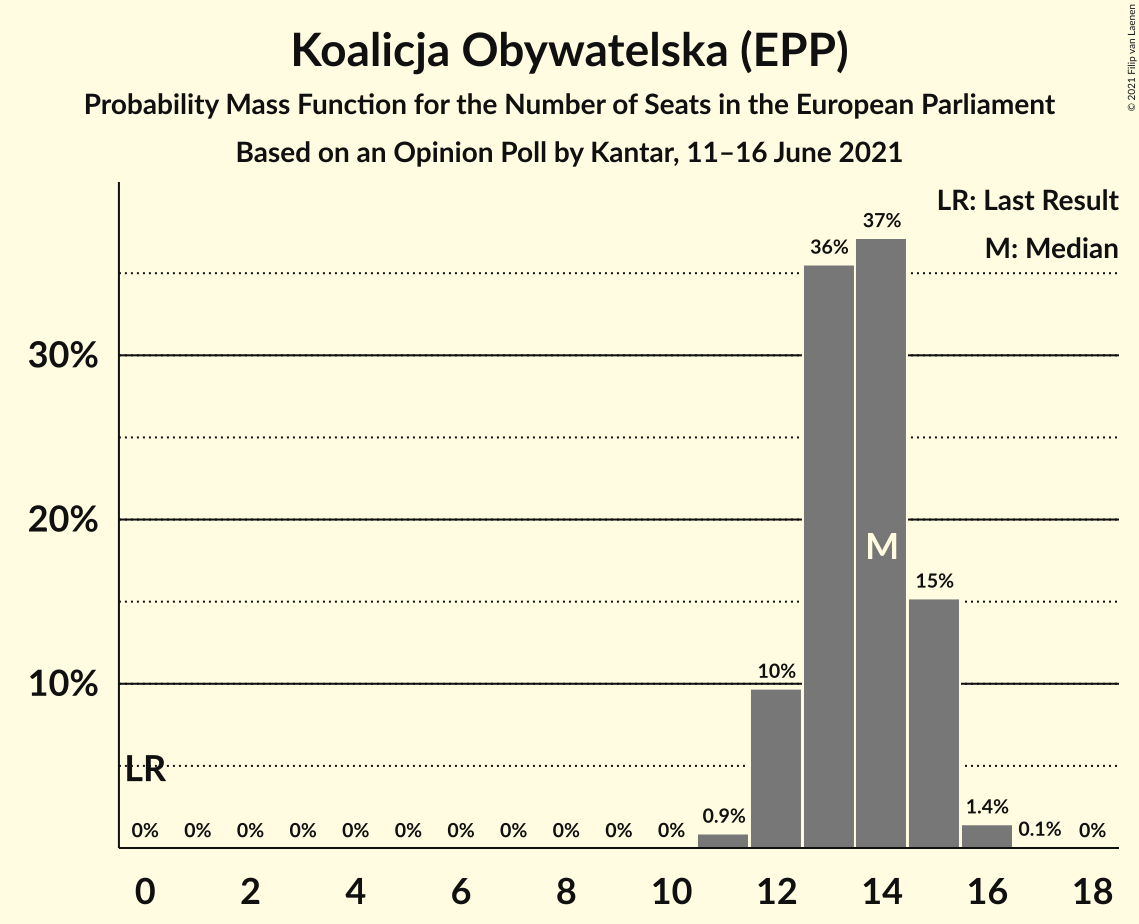 Koalicja Obywatelska (EPP)
Probability Mass Function for the Number of Seats in the European Parliament
Based on an Opinion Poll by Kantar, 11–16 June 2021
© 2021 Filip van Laenen
LR: Last Result
M: Median
37%
36%
30%
20%
M
15%
10%
10%
LR
0% 0% 0% 0% 0% 0% 0% 0% 0% 0% 0% 0.9% 1.4% 0.1% 0%
0 2 4 6 8 10 12 14 16 18